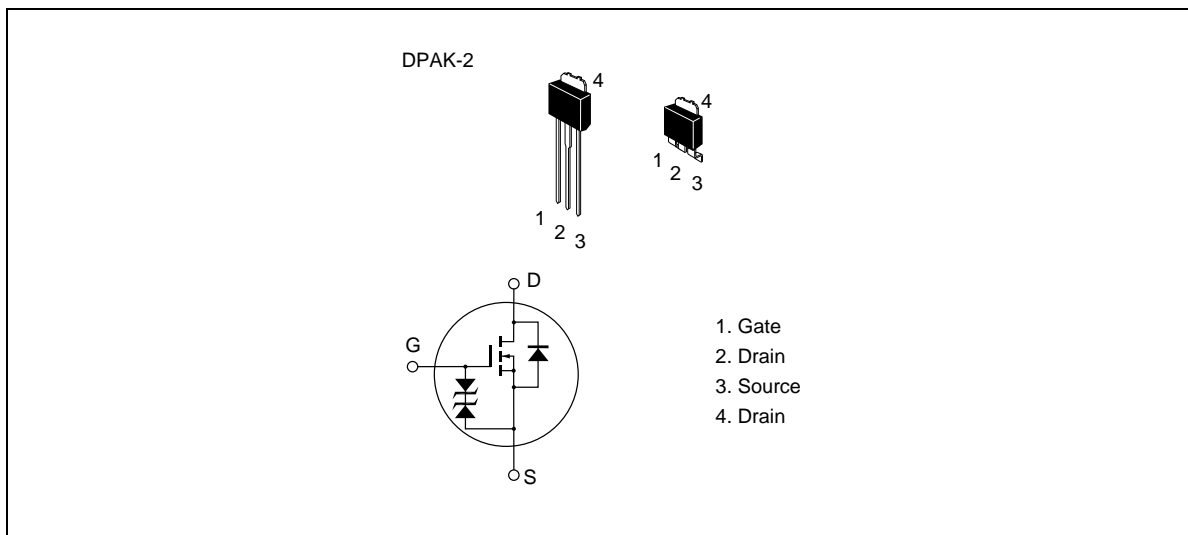 DPAK-2
4
4
1
2
3
1
2
3
D
G
S
1. Gate
2. Drain
3. Source
4. Drain